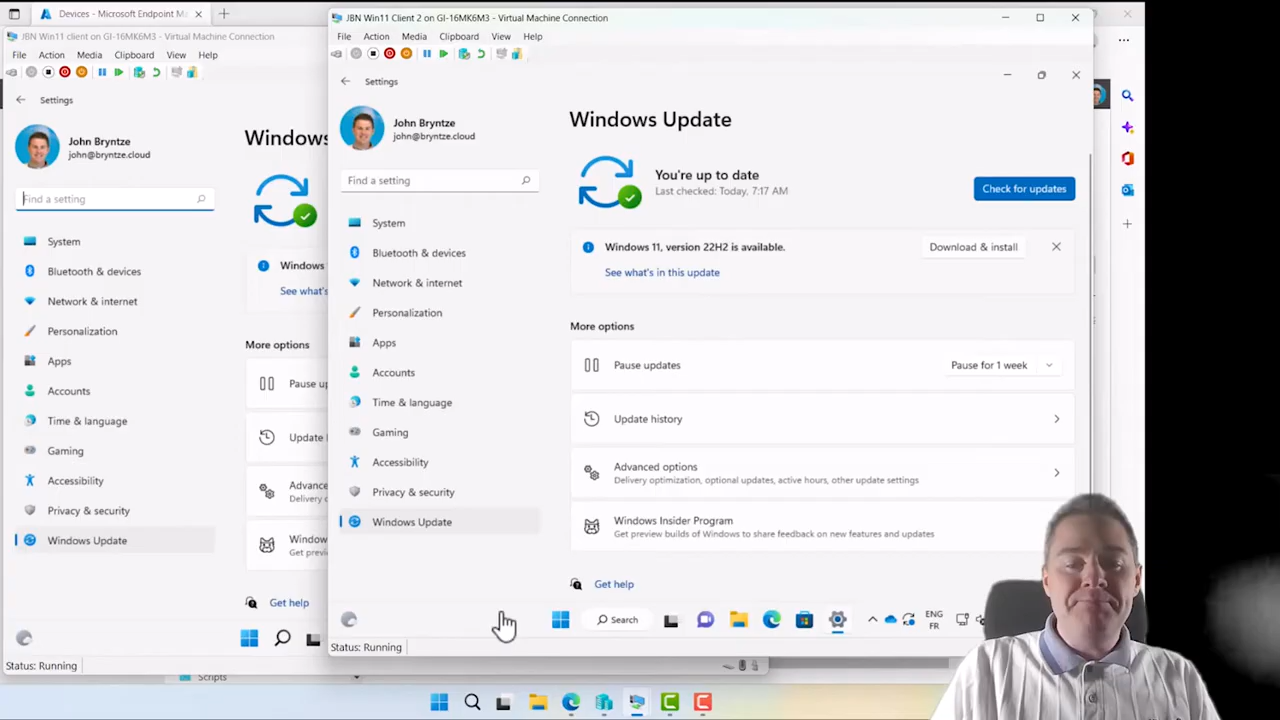 Devices - Microsoft Endpoint Ma
JBN Win11 client on GI-16MK6M3 - Virtual Machine Connection
File Action Media Clipboard View Help
Settings
John Bryntze
john@bryntze.cloud
Find a setting
System
Bluetooth & devices
Network & internet
Personalization
Apps
Accounts
Time & language
Gaming
Accessibility
Privacy & security
Windows Update
Windo
Windows
See what's
More options
Pause up
Update
Advanc
Delivery
Window
Get previ
Get help
Status: Running
Scripts
JBN Win11 Client 2 on GI-16MK6M3 - Virtual Machine Connection
File Action Media Clipboard View Help
Settings
John Bryntze
john@bryntze.cloud
Find a setting
System
Bluetooth & devices
Network & internet
Personalization
Apps
Accounts
Time & language
Gaming
Accessibility
Privacy & security
Windows Update
Windows Update
You're up to date
Last checked: Today, 7:17 AM
Check for updates
Windows 11, version 22H2 is available.
Download & install
See what's in this update
More options
Pause updates
Pause for 1 week
Update history
Advanced options
Delivery optimization, optional updates, active hours, other update settings
Windows Insider Program
Get preview builds of Windows to share feedback on new features and updates
Get help
Search
ENG
FR
Status: Running